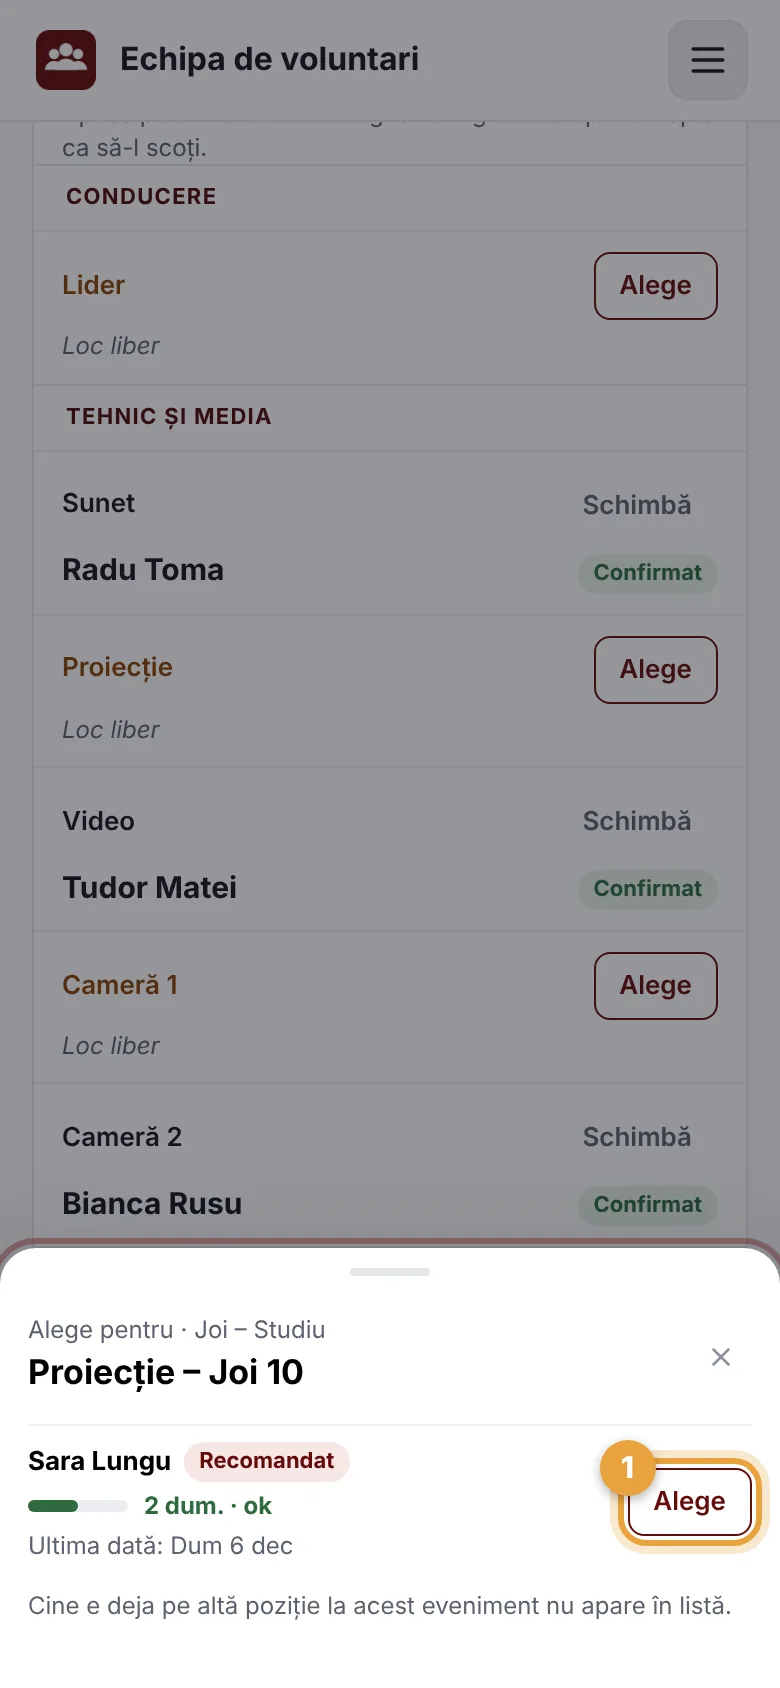 Echipa de voluntari
ca să-l scoți.
CONDUCERE
Lider
Alege
Loc liber
TEHNIC ȘI MEDIA
Sunet
Schimbă
Radu Toma
Confirmat
Proiecție
Alege
Loc liber
Video
Schimbă
Tudor Matei
Confirmat
Cameră 1
Alege
Loc liber
Cameră 2
Schimbă
Bianca Rusu
Confirmat
Alege pentru · Joi – Studiu
Proiecție – Joi 10
Sara Lungu
Recomandat
1
Alege
2 dum. · ok
Ultima dată: Dum 6 dec
Cine e deja pe altă poziție la acest eveniment nu apare în listă.